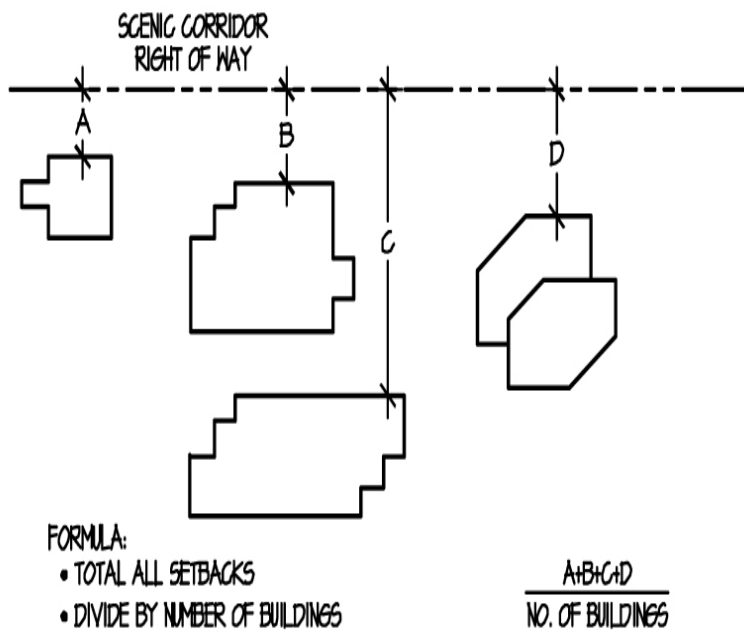 SCENIC CORRIDOR
RIGHT OF WAY
A
B
C
D
FORMULA:
• TOTAL ALL SETBACKS
• DIVIDE BY NUMBER OF BUILDINGS
A+B+C+D
NO. OF BUILDINGS